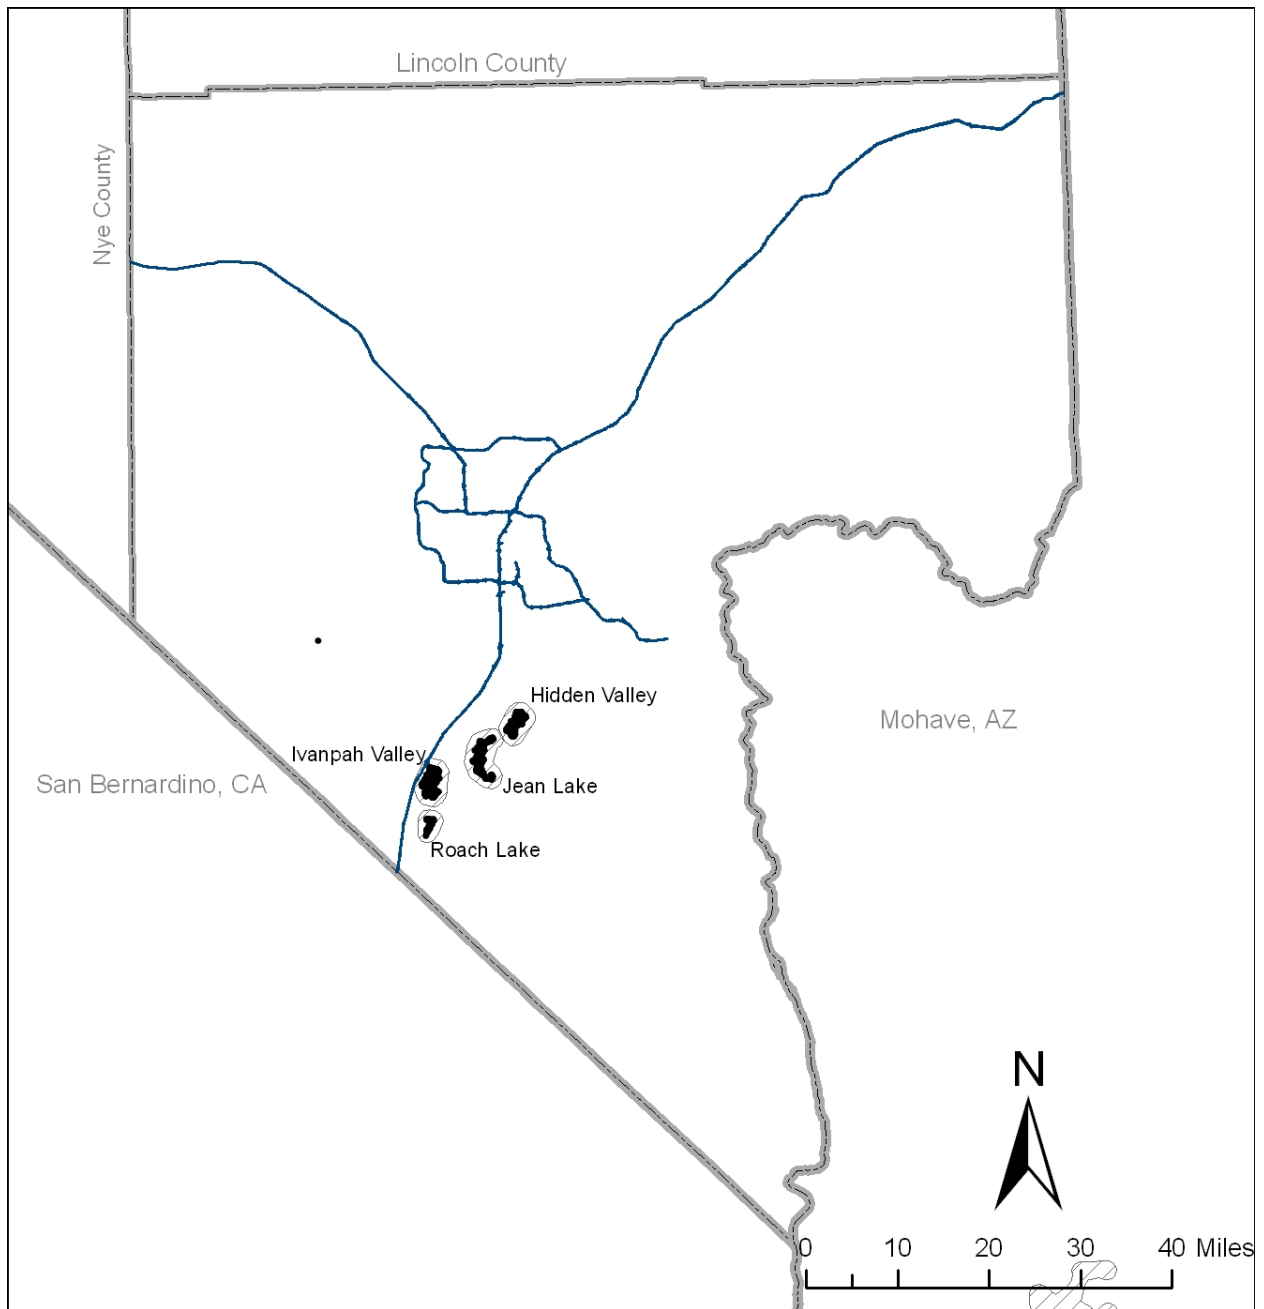 Lincoln County
Nye County
Hidden Valley
Mohave, AZ
Ivanpah Valley
San Bernardino, CA
Jean Lake
Roach Lake
N
0 10 20 30 40 Miles